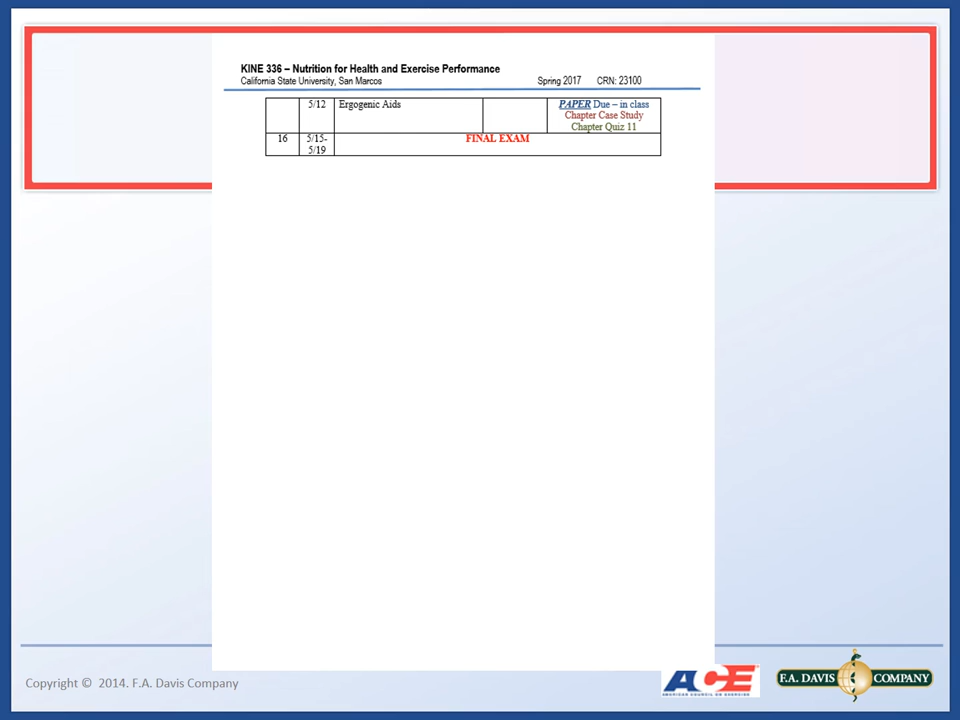 KINE 336 – Nutrition for Health and Exercise Performance
California State University, San Marcos Spring 2017 CRN: 23100
5/12 Ergogenic Aids PAPER Due – in class
Chapter Case Study
Chapter Quiz 11
16 5/15- FINAL EXAM
5/19
Copyright © 2014. F.A. Davis Company
ACE
AMERICAN COUNCIL ON EXERCISE
F.A. DAVIS COMPANY